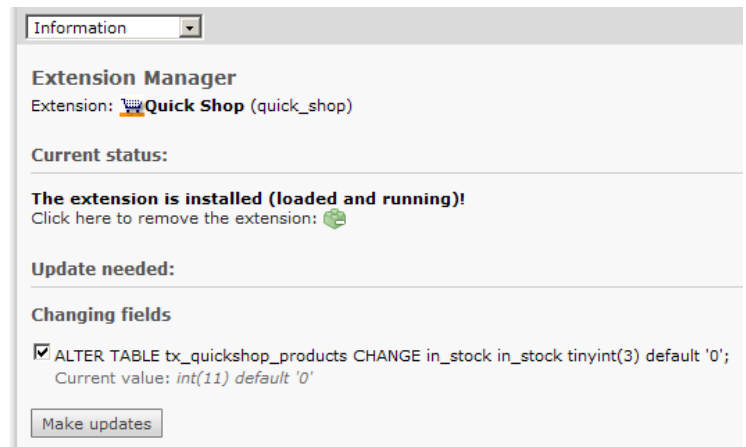 Information
Extension Manager
Extension: Quick Shop (quick_shop)
Current status:
The extension is installed (loaded and running)!
Click here to remove the extension:
Update needed:
Changing fields
ALTER TABLE tx_quickshop_products CHANGE in_stock in_stock tinyint(3) default '0';
Current value: int(11) default '0'
Make updates